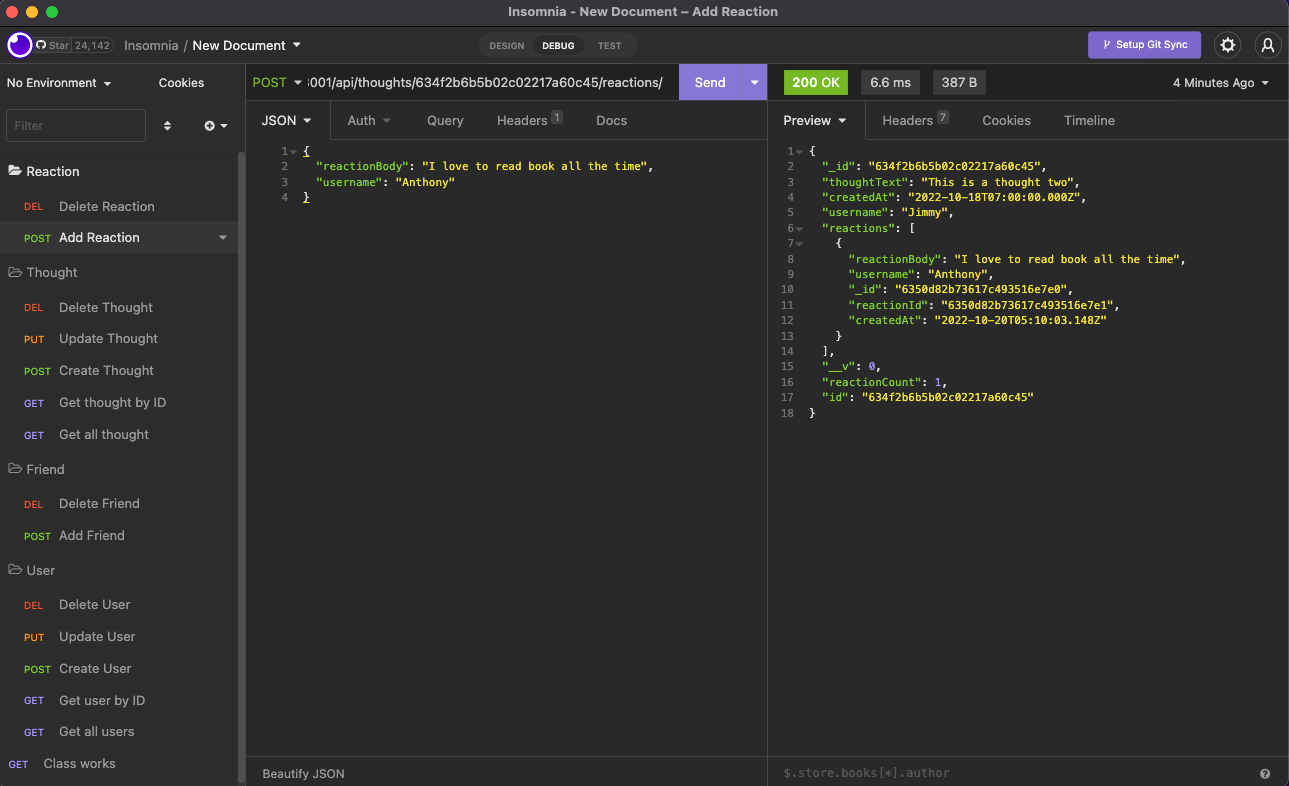 Insomnia - New Document – Add Reaction
Star 24,142
Insomnia / New Document
DESIGN DEBUG TEST
Setup Git Sync
No Environment Cookies
Filter
Reaction
DEL Delete Reaction
POST Add Reaction
Thought
DEL Delete Thought
PUT Update Thought
POST Create Thought
GET Get thought by ID
GET Get all thought
Friend
DEL Delete Friend
POST Add Friend
User
DEL Delete User
PUT Update User
POST Create User
GET Get user by ID
GET Get all users
GET Class works
POST :001/api/thoughts/634f2b6b5b02c02217a60c45/reactions/ Send
JSON Auth Query Headers 1 Docs
1 {
2 "reactionBody": "I love to read book all the time",
3 "username": "Anthony"
4 }
Beautify JSON
200 OK 6.6 ms 387 B 4 Minutes Ago
Preview Headers 7 Cookies Timeline
1 {
2 "_id": "634f2b6b5b02c02217a60c45",
3 "thoughtText": "This is a thought two",
4 "createdAt": "2022-10-18T07:00:00.000Z",
5 "username": "Jimmy",
6 "reactions": [
7 {
8 "reactionBody": "I love to read book all the time",
9 "username": "Anthony",
10 "_id": "6350d82b73617c493516e7e0",
11 "reactionId": "6350d82b73617c493516e7e1",
12 "createdAt": "2022-10-20T05:10:03.148Z"
13 }
14 ],
15 "__v": 0,
16 "reactionCount": 1,
17 "id": "634f2b6b5b02c02217a60c45"
18 }
$.store.books[*].author ?